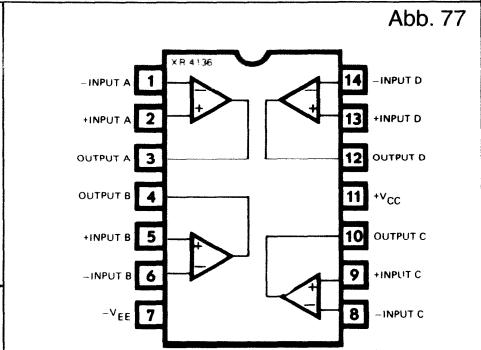 Abb. 77
XR 4136
−INPUT A 1
+INPUT A 2
OUTPUT A 3
OUTPUT B 4
+INPUT B 5
−INPUT B 6
−VEE 7
14 −INPUT D
13 +INPUT D
12 OUTPUT D
11 +VCC
10 OUTPUT C
9 +INPUT C
8 −INPUT C
− +
− +
+ −
+ −